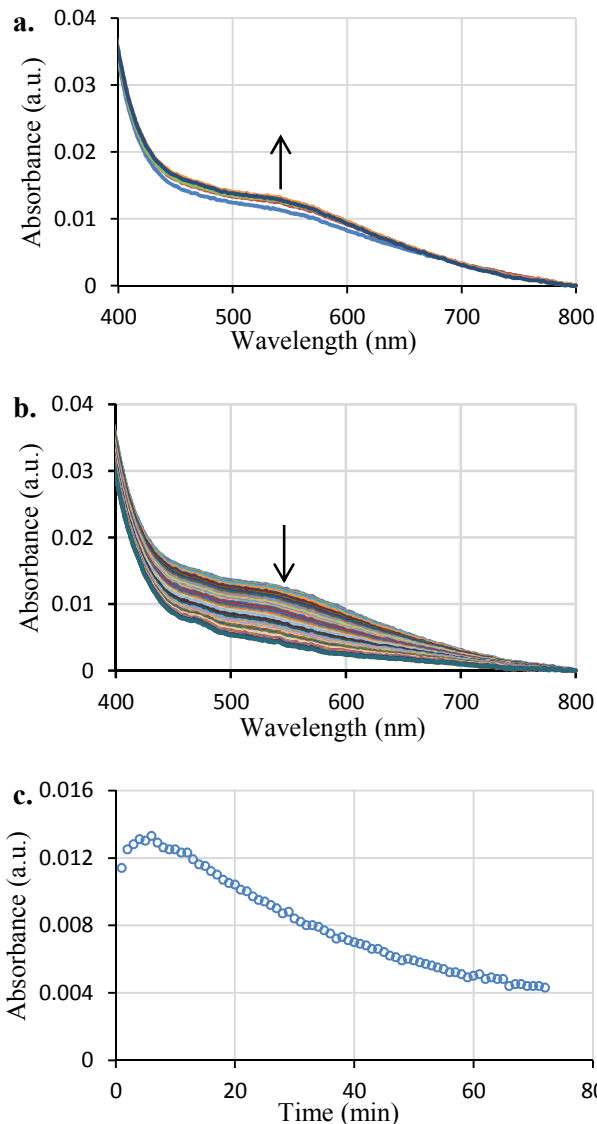 a.
0.04
0.03
0.02
0.01
0
Absorbance (a.u.)
400 500 600 700 800
Wavelength (nm)
b.
0.04
0.03
0.02
0.01
0
Absorbance (a.u.)
400 500 600 700 800
Wavelength (nm)
c.
0.016
0.012
0.008
0.004
0
Absorbance (a.u.)
0 20 40 60 80
Time (min)